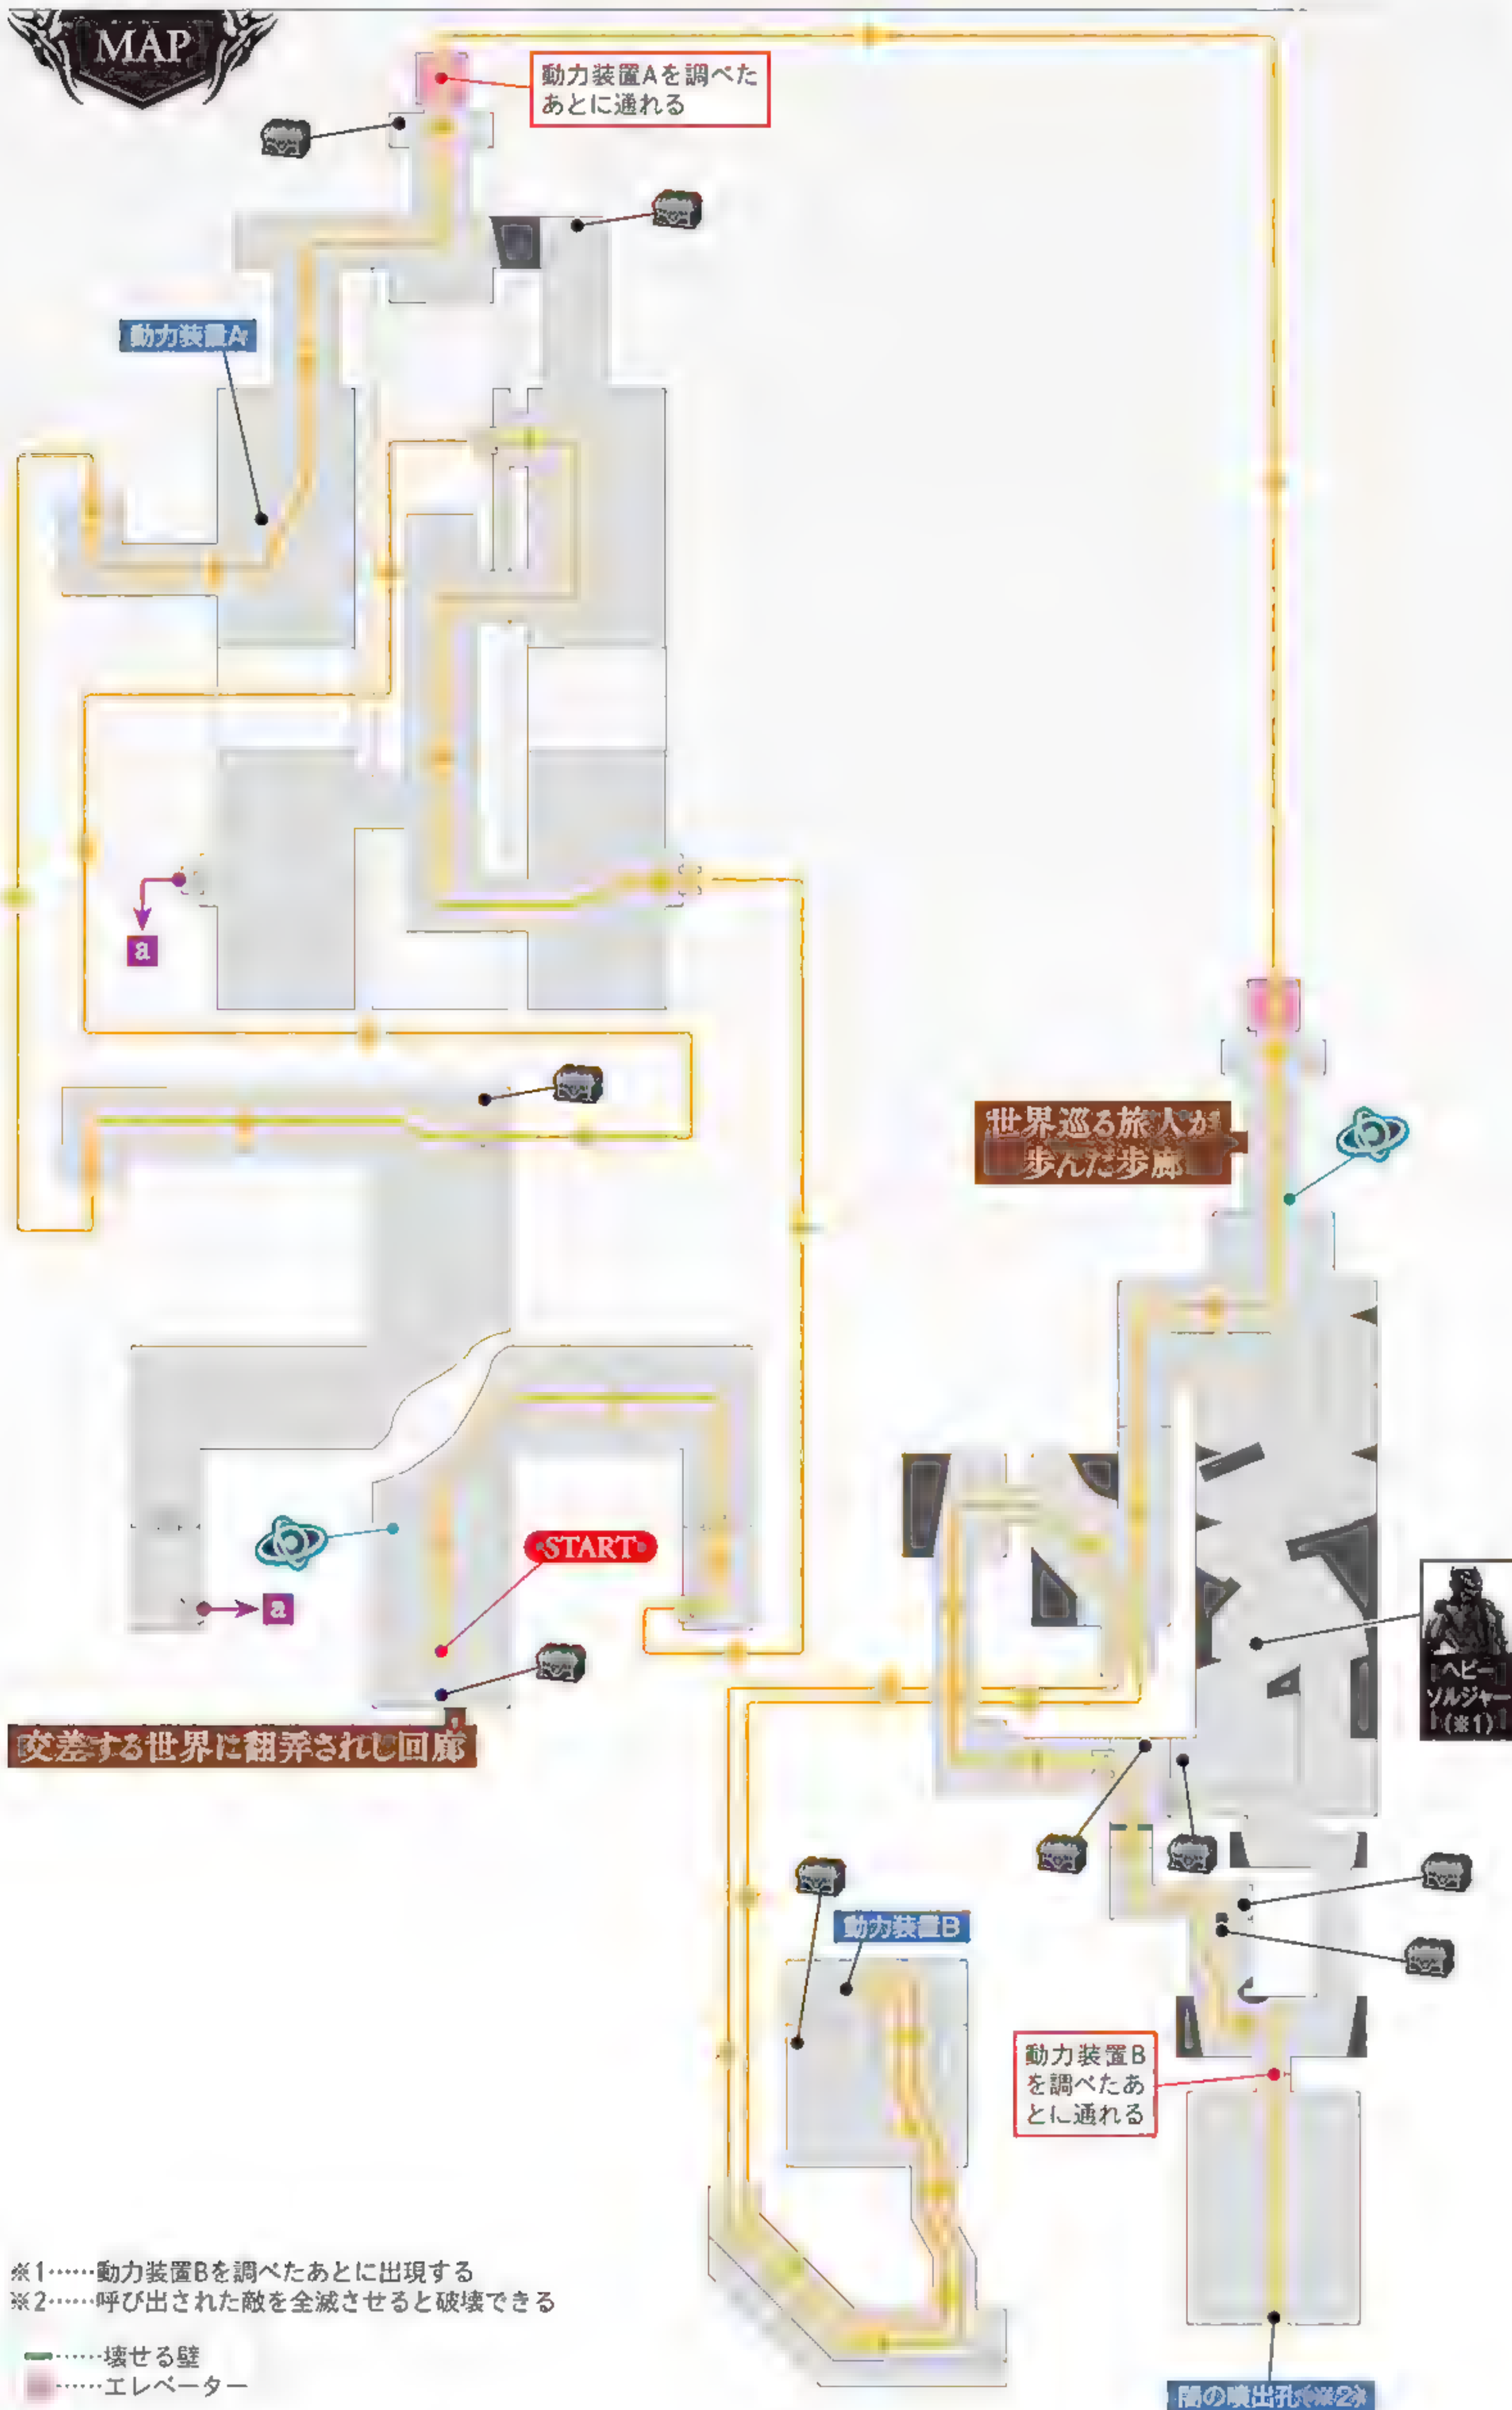 MAP
動力装置Aを調べた
あとに通れる
動力装置A
a
世界巡る旅人が
歩んだ歩廊
START
a
交差する世界に翻弄されし回廊
ヘビー
ソルジャー
(※1)
動力装置B
動力装置B
を調べたあ
とに通れる
※1……動力装置Bを調べたあとに出現する
※2……呼び出された敵を全滅させると破壊できる
……壊せる壁
……エレベーター
闇の噴出孔(※2)